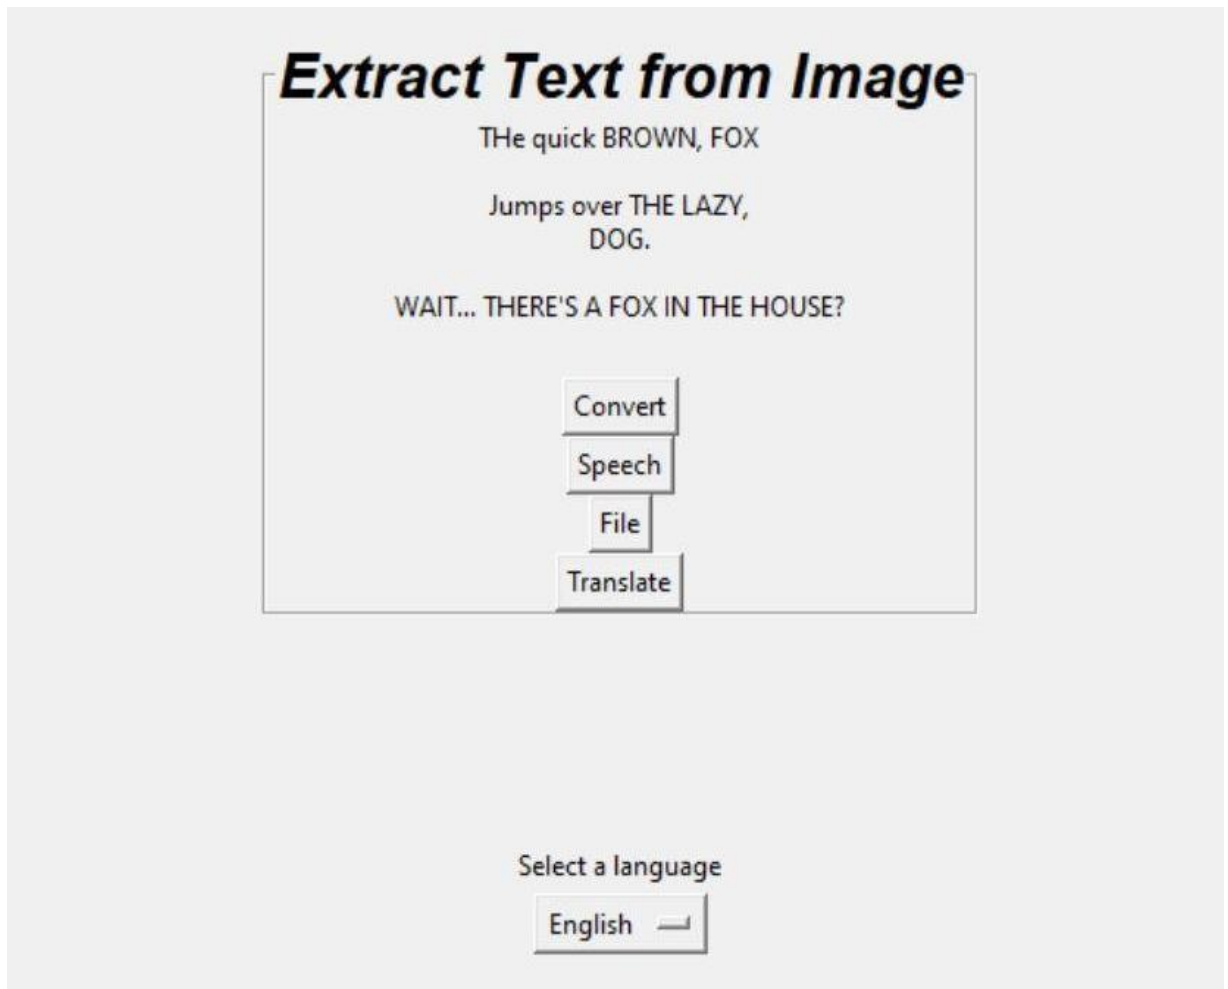 Extract Text from Image
THe quick BROWN, FOX
Jumps over THE LAZY,
DOG.
WAIT... THERE'S A FOX IN THE HOUSE?
Convert
Speech
File
Translate
Select a language
English